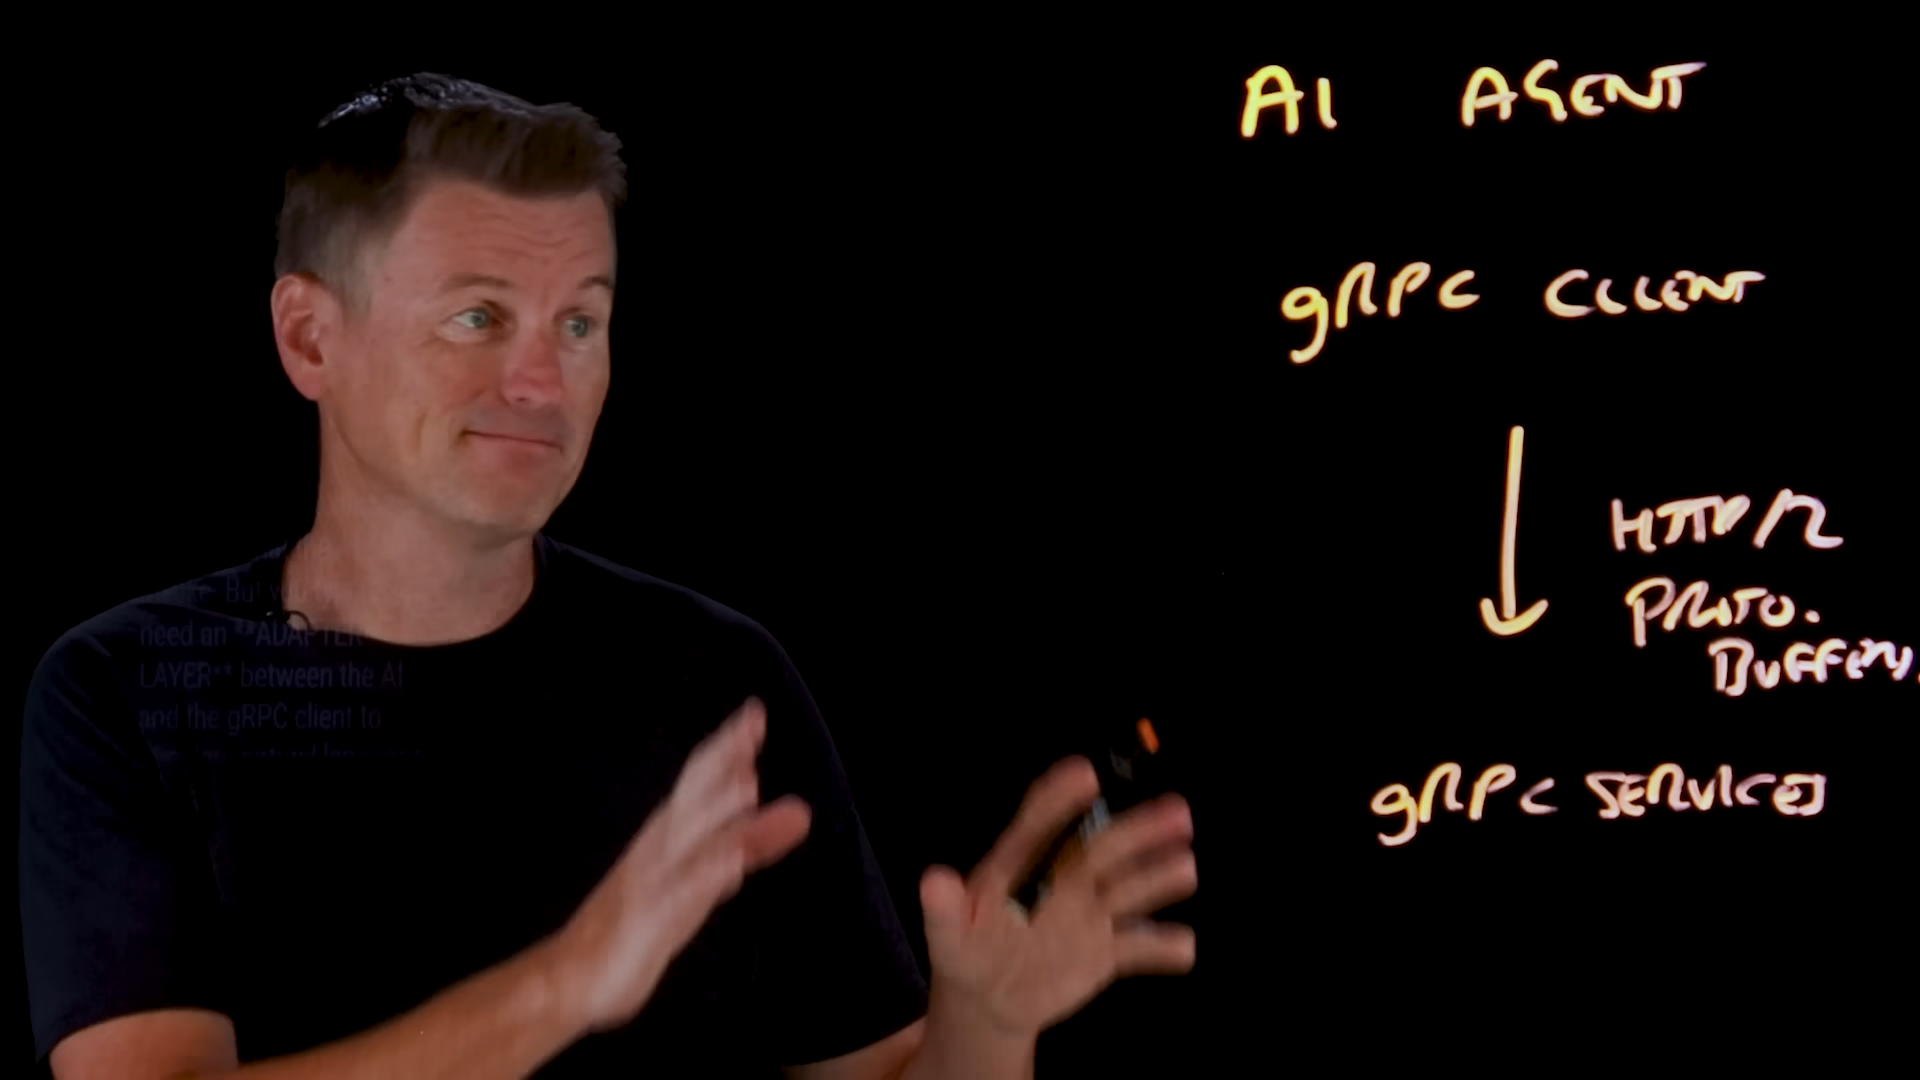 AI AGENT
gRPC CLIENT
HTTP/2
PROTO.
BUFFERS.
gRPC SERVICES
But you
need an **ADAPTER
LAYER** between the AI
and the gRPC client to